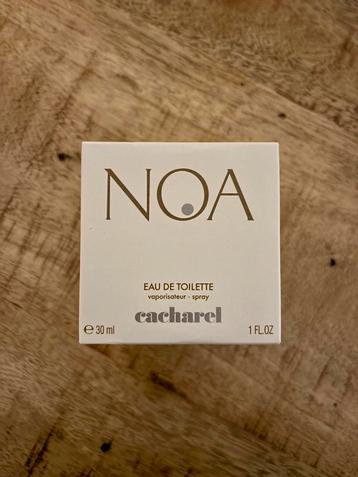 NOA
EAU DE TOILETTE
vaporisateur - spray
cacharel
℮ 30 ml 1 FL.OZ